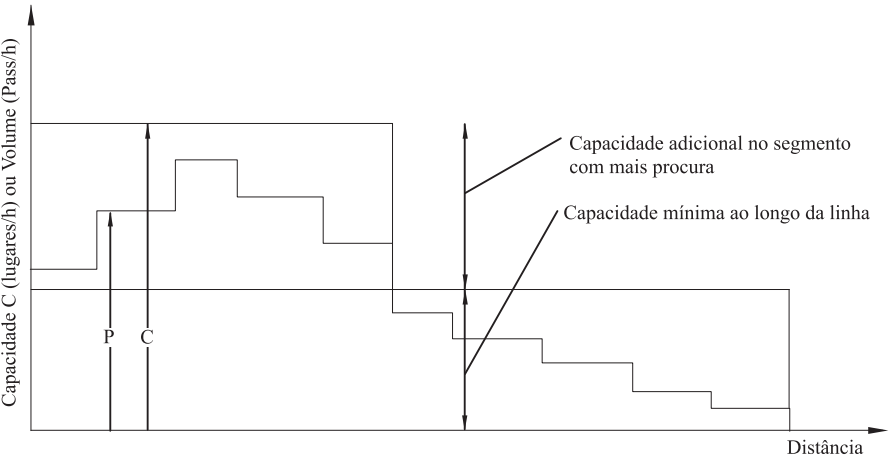 Capacidade C (lugares/h) ou Volume (Pass/h)
Capacidade adicional no segmento
com mais procura
Capacidade mínima ao longo da linha
P
C
Distância